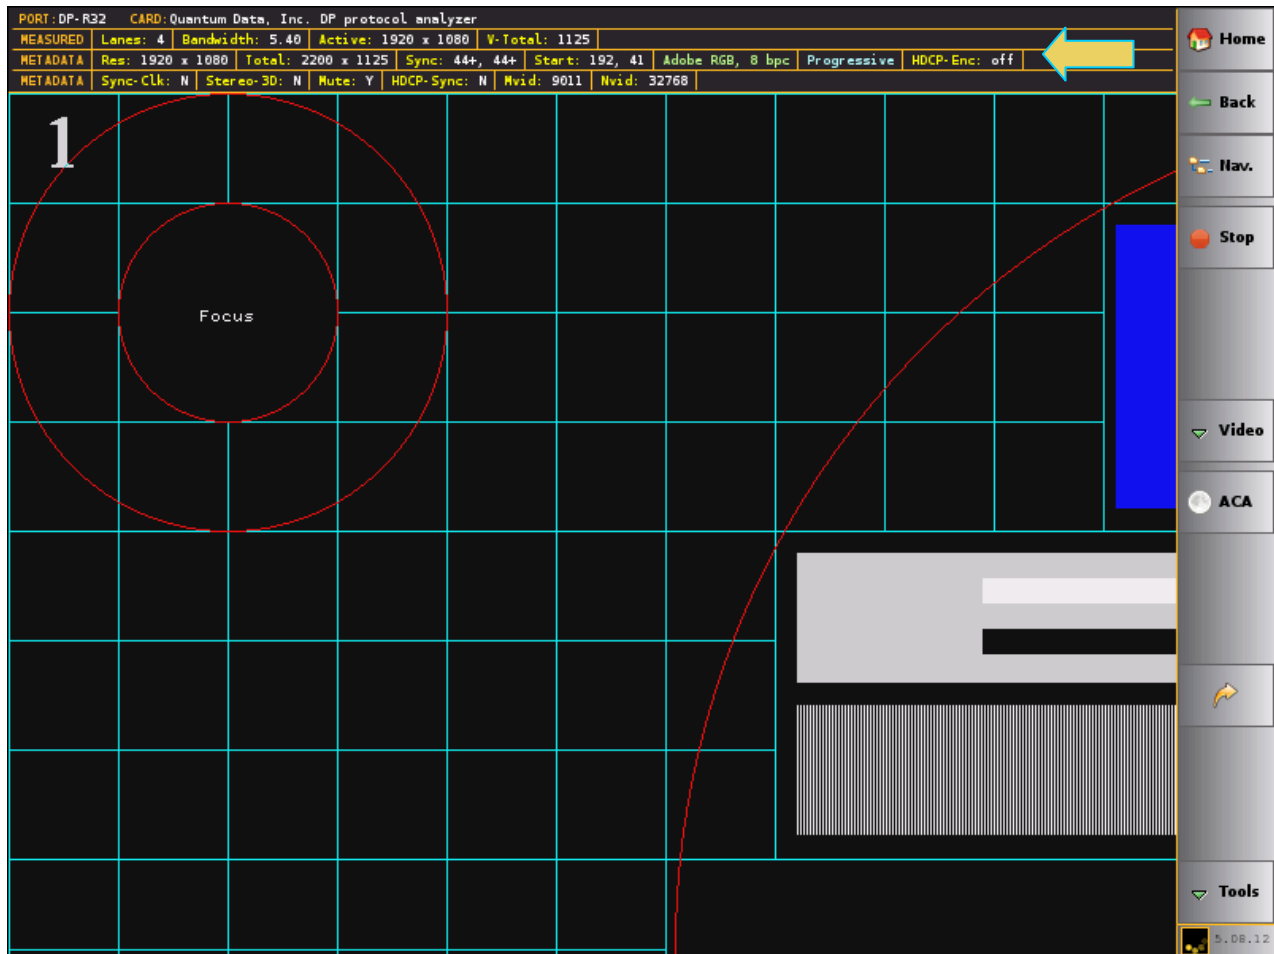 PORT:DP-R32 CARD:Quantum Data, Inc. DP protocol analyzer
MEASURED Lanes: 4 Bandwidth: 5.40 Active: 1920 x 1080 V-Total: 1125
METADATA Res: 1920 x 1080 Total: 2200 x 1125 Sync: 44+, 44+ Start: 192, 41 Adobe RGB, 8 bpc Progressive HDCP-Enc: off
METADATA Sync-Clk: N Stereo-3D: N Mute: Y HDCP-Sync: N Mvid: 9011 Nvid: 32768
1
Focus
Home
Back
Nav.
Stop
Video
ACA
Tools
5.08.12